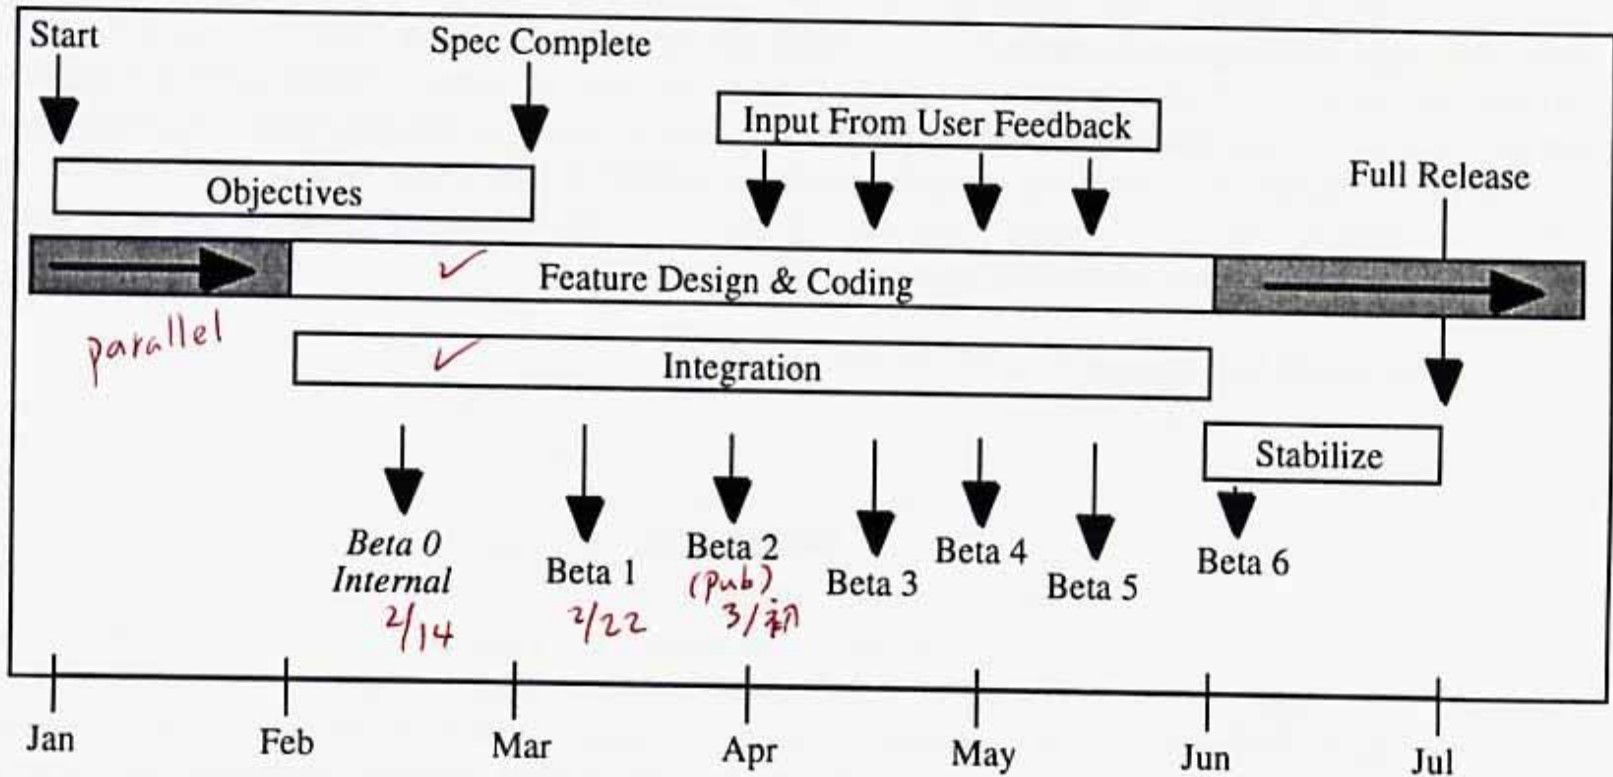 Start
Spec Complete
Input From User Feedback
Full Release
Objectives
Feature Design & Coding
parallel
Integration
Stabilize
Beta 0
Internal
2/14
Beta 1
2/22
Beta 2
(pub)
3/初
Beta 3
Beta 4
Beta 5
Beta 6
Jan
Feb
Mar
Apr
May
Jun
Jul